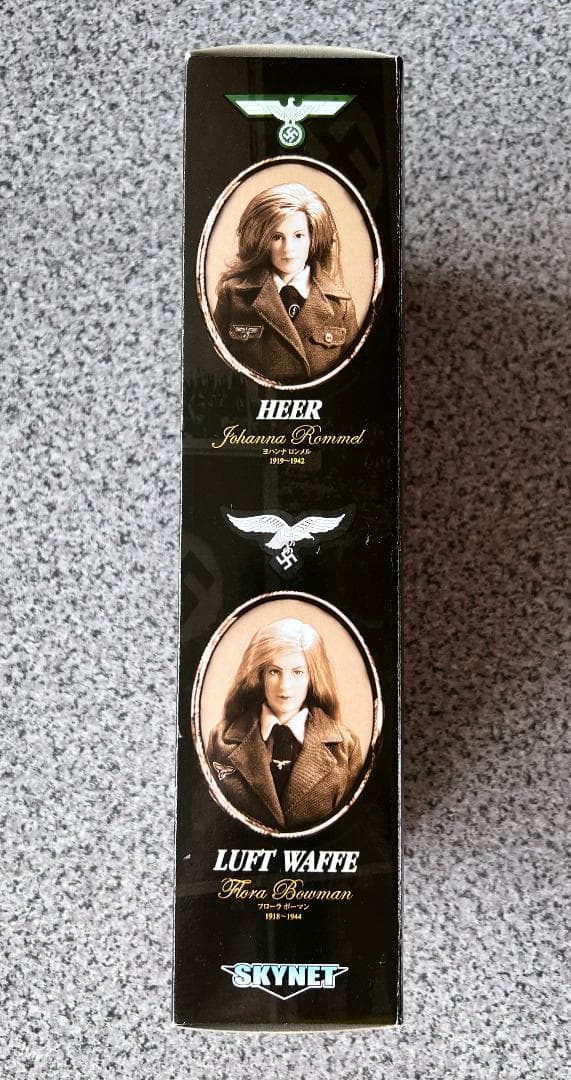 HEER
Johanna Rommel
ヨハンナ ロンメル
1919~1942
LUFT WAFFE
Flora Bowman
フローラ ボーマン
1918~1944
SKYNET